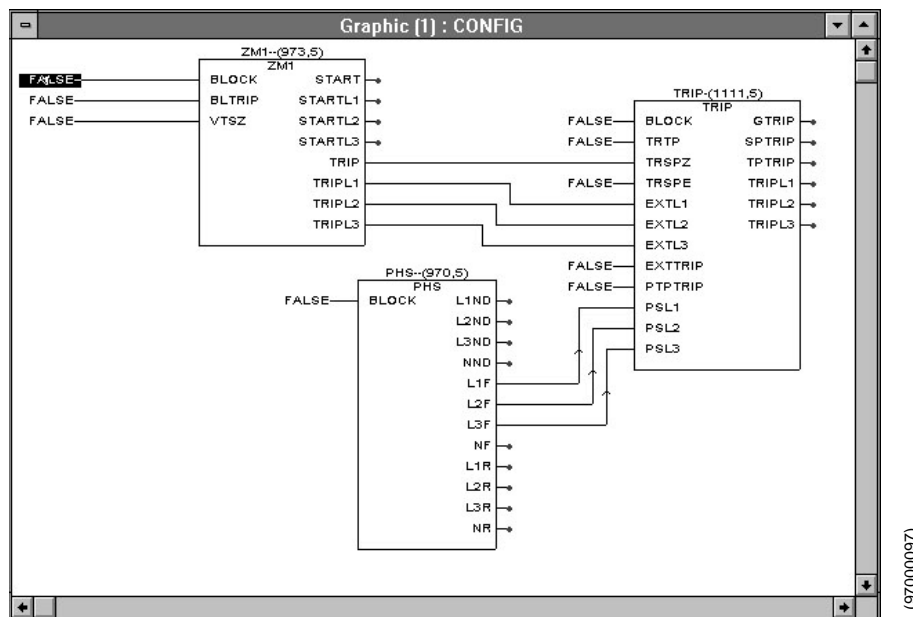 Graphic [1] : CONFIG
ZM1--(973,5)
ZM1
FALSE BLOCK START
FALSE BLTRIP STARTL1
FALSE VTSZ STARTL2
STARTL3
TRIP
TRIPL1
TRIPL2
TRIPL3
TRIP-(1111,5)
TRIP
FALSE BLOCK GTRIP
FALSE TRTP SPTRIP
TRSPZ TPTRIP
FALSE TRSPE TRIPL1
EXTL1 TRIPL2
EXTL2 TRIPL3
EXTL3
FALSE EXTTRIP
FALSE PTPTRIP
PSL1
PSL2
PSL3
PHS--(970,5)
PHS
FALSE BLOCK L1ND
L2ND
L3ND
NND
L1F
L2F
L3F
NF
L1R
L2R
L3R
NR
(97000097)